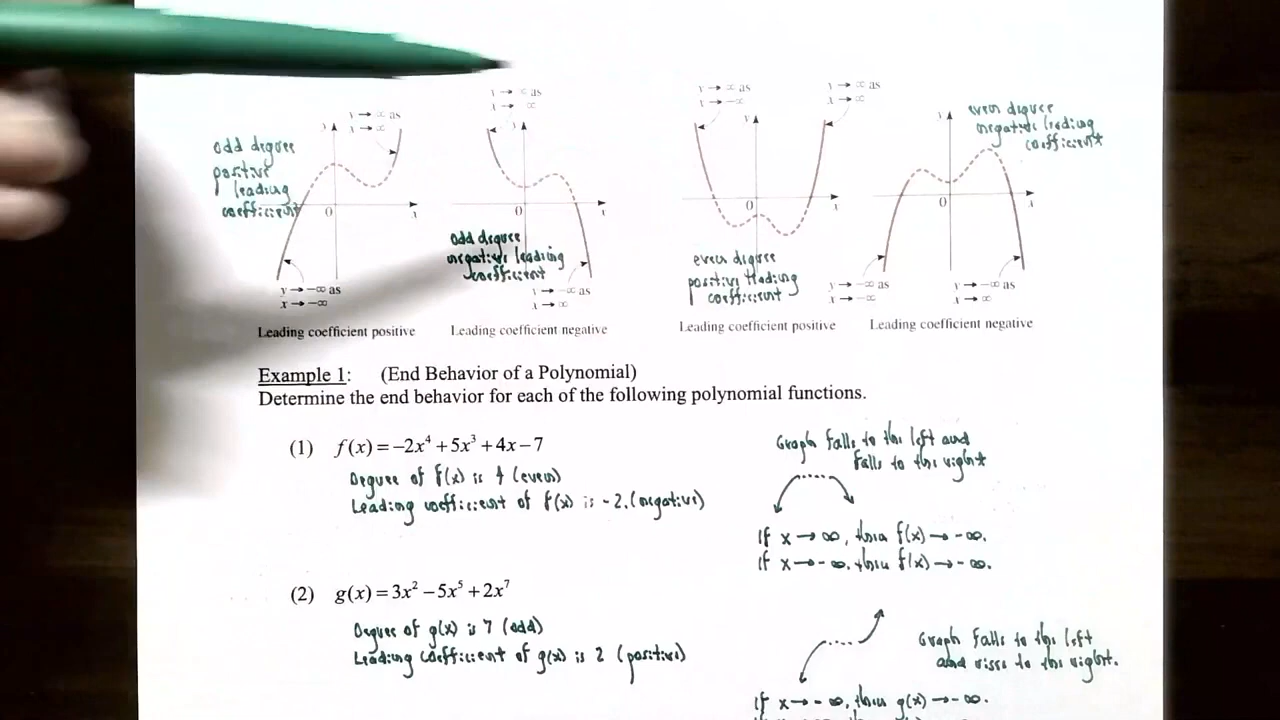 y → ∞ as
x → ∞
odd degree
positive
leading
coefficient
y
0
x
y → −∞ as
x → −∞
Leading coefficient positive
y → ∞ as
x → ∞
y
0
x
odd degree
negative leading
coefficient
y → −∞ as
x → ∞
Leading coefficient negative
y → ∞ as
x → −∞
y → ∞ as
x → ∞
y
0
x
even degree
positive leading
coefficient
Leading coefficient positive
even degree
negative leading
coefficient
y
0
x
y → −∞ as
x → −∞
y → −∞ as
x → ∞
Leading coefficient negative
Example 1: (End Behavior of a Polynomial)
Determine the end behavior for each of the following polynomial functions.
(1) f(x) = −2x⁴ + 5x³ + 4x − 7
Degree of f(x) is 4 (even)
Leading coefficient of f(x) is -2. (negative)
Graph falls to the left and
falls to the right
If x → ∞, then f(x) → -∞.
If x → -∞, then f(x) → -∞.
(2) g(x) = 3x² − 5x⁵ + 2x⁷
Degree of g(x) is 7 (odd)
Leading coefficient of g(x) is 2 (positive)
Graph falls to the left
and rises to the right.
If x → -∞, then g(x) → -∞.